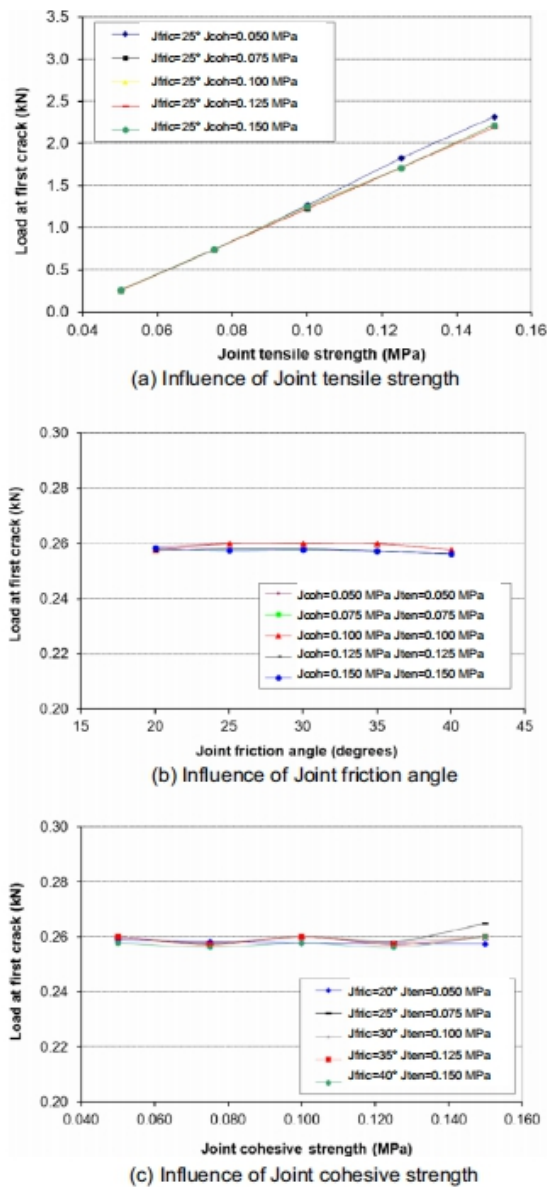 3.5
3.0
2.5
2.0
1.5
1.0
0.5
0.0
Load at first crack (kN)
Jfric=25° Jcoh=0.050 MPa
Jfric=25° Jcoh=0.075 MPa
Jfric=25° Jcoh=0.100 MPa
Jfric=25° Jcoh=0.125 MPa
Jfric=25° Jcoh=0.150 MPa
0.04 0.06 0.08 0.10 0.12 0.14 0.16
Joint tensile strength (MPa)
(a) Influence of Joint tensile strength
0.30
0.28
0.26
0.24
0.22
0.20
Load at first crack (kN)
Jcoh=0.050 MPa Jten=0.050 MPa
Jcoh=0.075 MPa Jten=0.075 MPa
Jcoh=0.100 MPa Jten=0.100 MPa
Jcoh=0.125 MPa Jten=0.125 MPa
Jcoh=0.150 MPa Jten=0.150 MPa
15 20 25 30 35 40 45
Joint friction angle (degrees)
(b) Influence of Joint friction angle
0.30
0.28
0.26
0.24
0.22
0.20
Load at first crack (kN)
Jfric=20° Jten=0.050 MPa
Jfric=25° Jten=0.075 MPa
Jfric=30° Jten=0.100 MPa
Jfric=35° Jten=0.125 MPa
Jfric=40° Jten=0.150 MPa
0.040 0.060 0.080 0.100 0.120 0.140 0.160
Joint cohesive strength (MPa)
(c) Influence of Joint cohesive strength